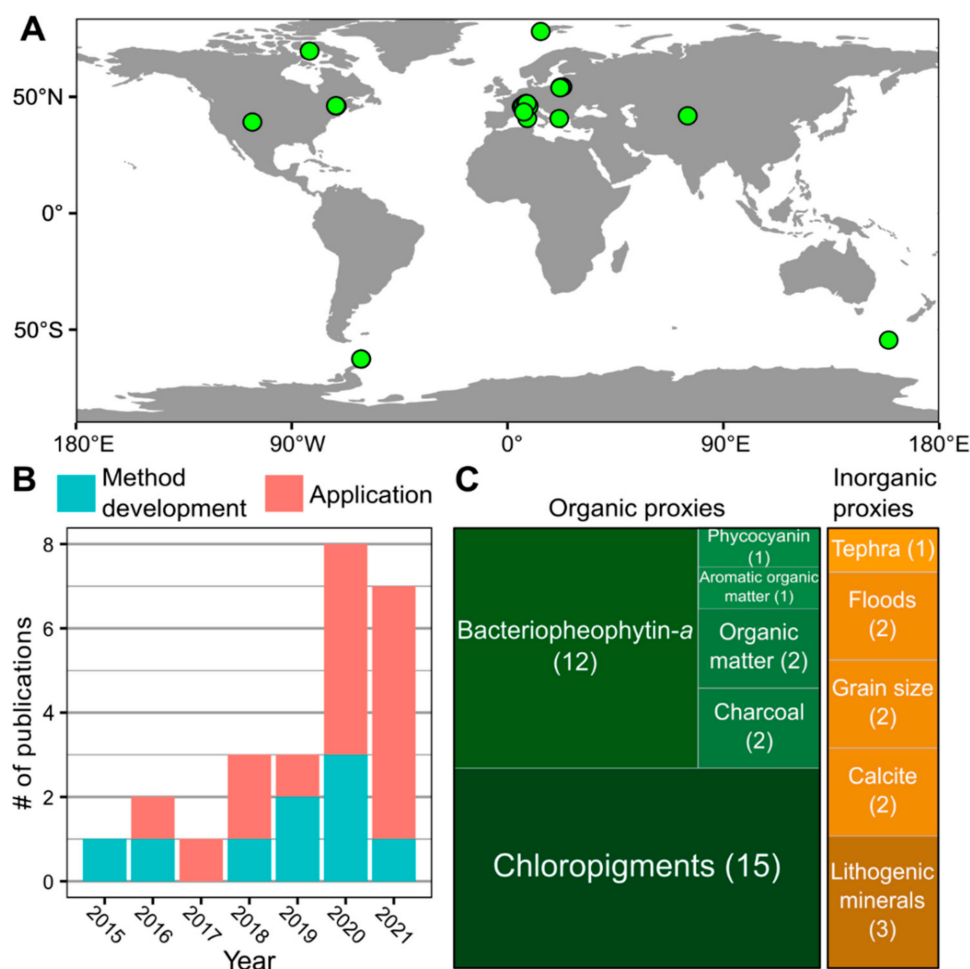 A
50°N
0°
50°S
180°E
90°W
0°
90°E
180°E
B
Method
development
Application
# of publications
8
6
4
2
0
2015
2016
2017
2018
2019
2020
2021
Year
C
Organic proxies
Inorganic
proxies
Bacteriopheophytin-a
(12)
Phycocyanin
(1)
Aromatic organic
matter (1)
Organic
matter (2)
Charcoal
(2)
Chloropigments (15)
Tephra (1)
Floods
(2)
Grain size
(2)
Calcite
(2)
Lithogenic
minerals
(3)